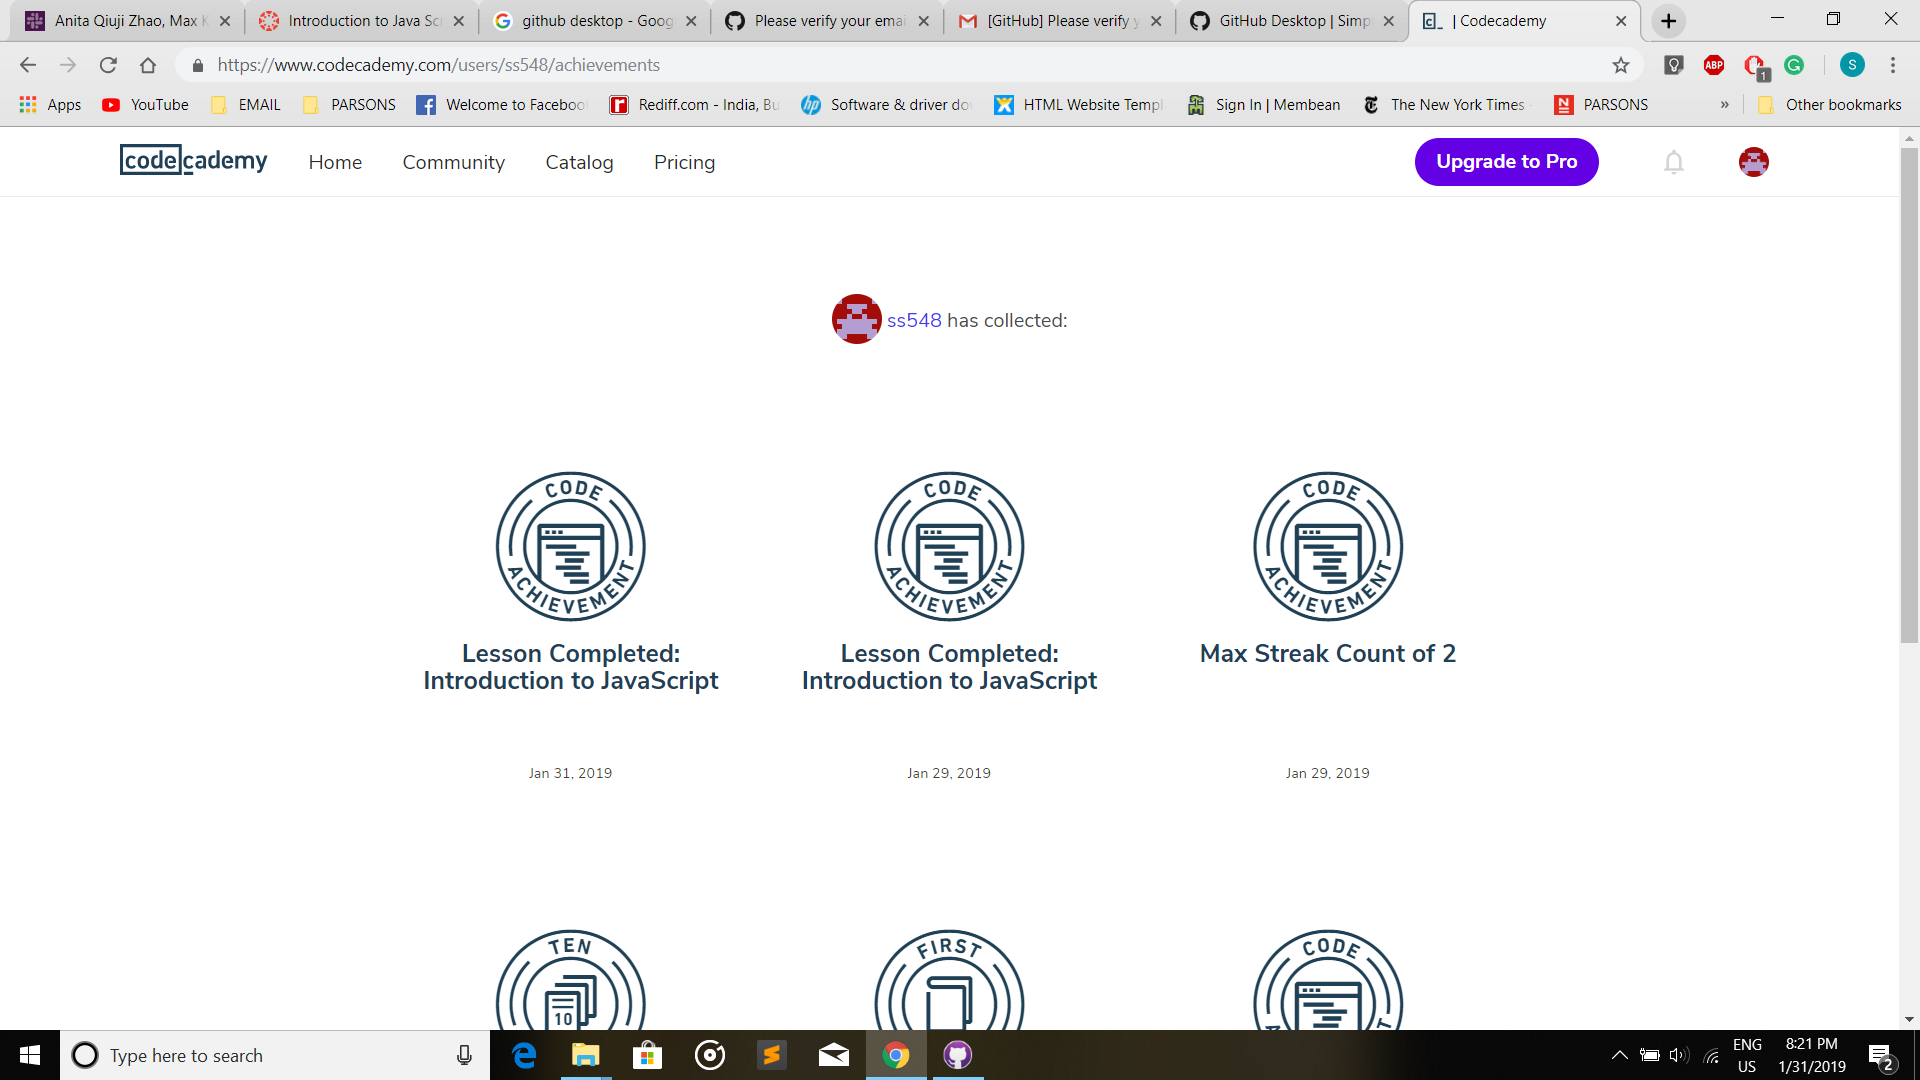 Anita Qiuji Zhao, Max K
Introduction to Java Sc
github desktop - Goog
Please verify your emai
[GitHub] Please verify y
GitHub Desktop | Simp
c_ | Codecademy
https://www.codecademy.com/users/ss548/achievements
ABP
1
G
S
Apps
YouTube
EMAIL
PARSONS
Welcome to Faceboo
Rediff.com - India, Bu
Software & driver do
HTML Website Templ
Sign In | Membean
The New York Times -
PARSONS
»
Other bookmarks
codecademy
Home
Community
Catalog
Pricing
Upgrade to Pro
ss548 has collected:
CODE
ACHIEVEMENT
CODE
ACHIEVEMENT
CODE
ACHIEVEMENT
Lesson Completed:
Introduction to JavaScript
Lesson Completed:
Introduction to JavaScript
Max Streak Count of 2
Jan 31, 2019
Jan 29, 2019
Jan 29, 2019
TEN
10
FIRST
CODE
Type here to search
ENG
US
8:21 PM
1/31/2019
2